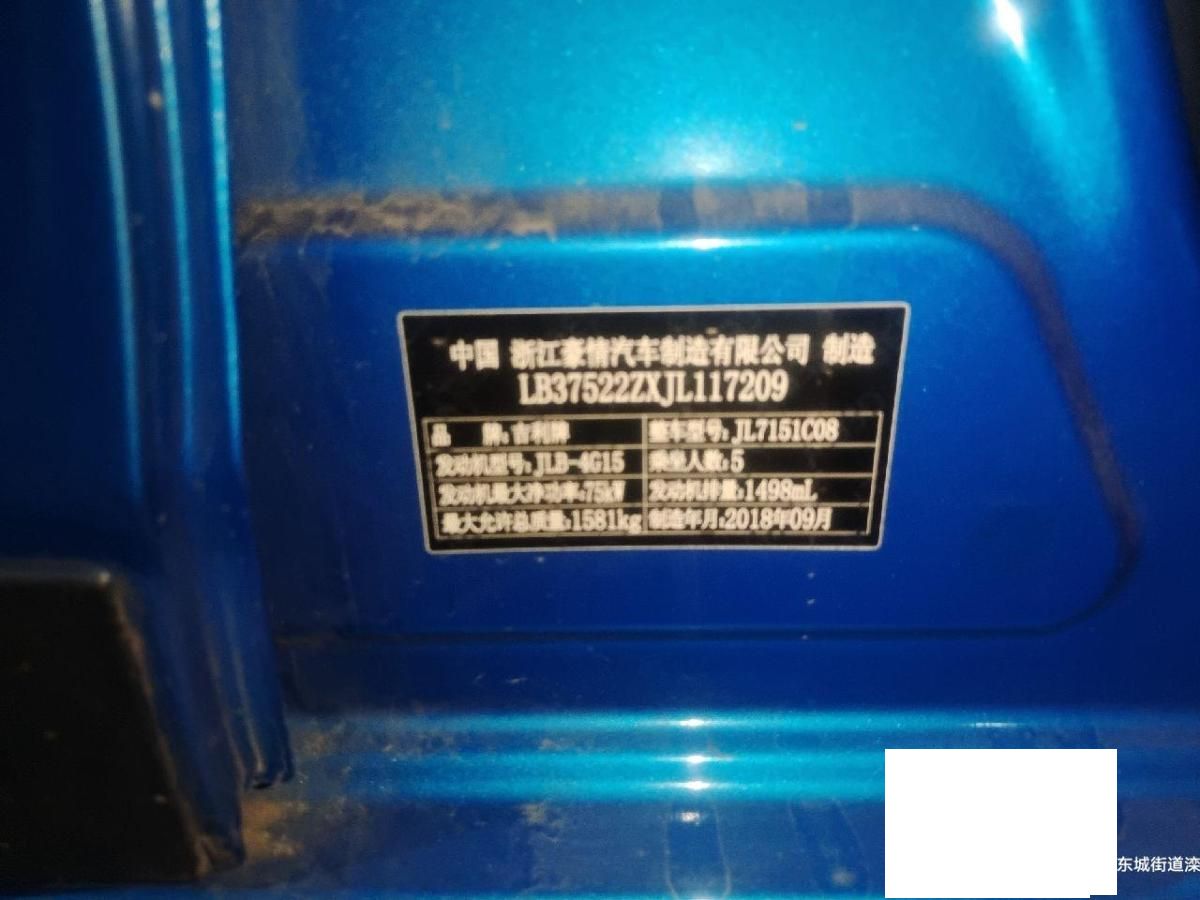 中国 浙江豪情汽车制造有限公司 制造
LB37522ZXJL117209
品 牌:吉利牌 整车型号:JL7151C08
发动机型号:JLB-4G15 乘坐人数:5
发动机最大净功率:75kW 发动机排量:1498mL
最大允许总质量:1581kg 制造年月:2018年09月
东城街道滦